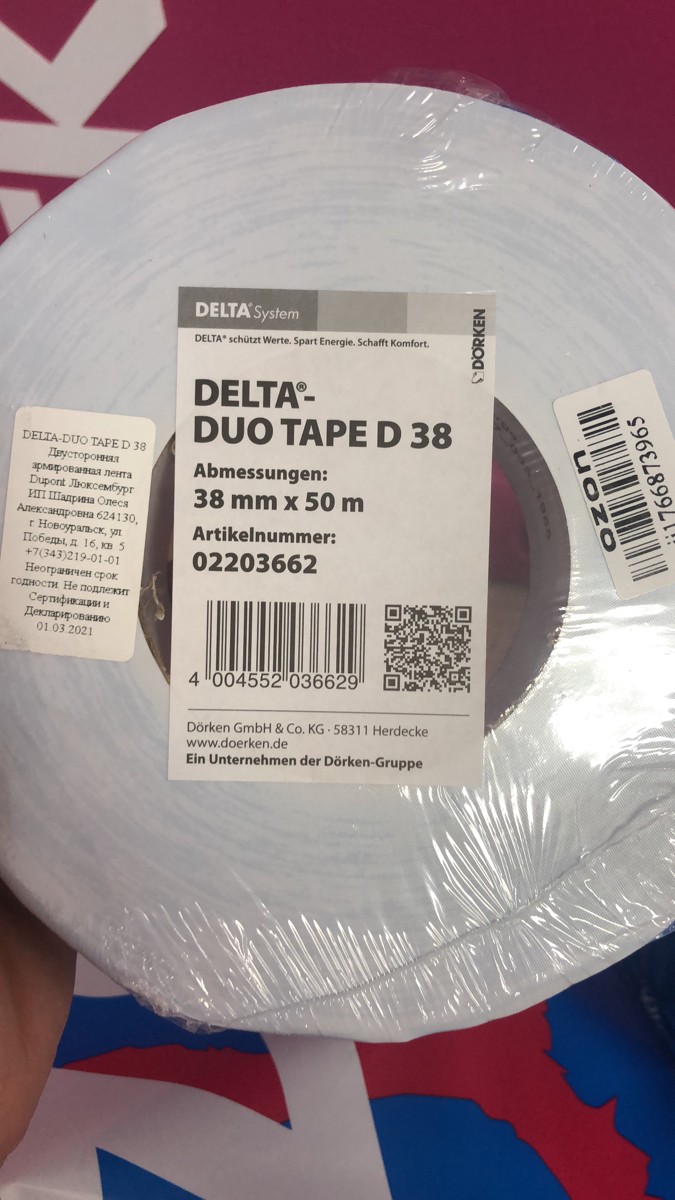 DELTA® System
DELTA® schützt Werte. Spart Energie. Schafft Komfort.
DÖRKEN
DELTA®-
DUO TAPE D 38
Abmessungen:
38 mm x 50 m
Artikelnummer:
02203662
4 004552 036629
Dörken GmbH & Co. KG · 58311 Herdecke
www.doerken.de
Ein Unternehmen der Dörken-Gruppe
DELTA-DUO TAPE D 38
Двусторонняя
армированная лента
Dupont Люксембург
ИП Шадрина Олеся
Александровна 624130,
г. Новоуральск, ул.
Победы, д. 16, кв 5
+7(343)219-01-01
Неограничен срок
годности. Не подлежит
Сертификации и
Декларированию
01.03.2021
ozon